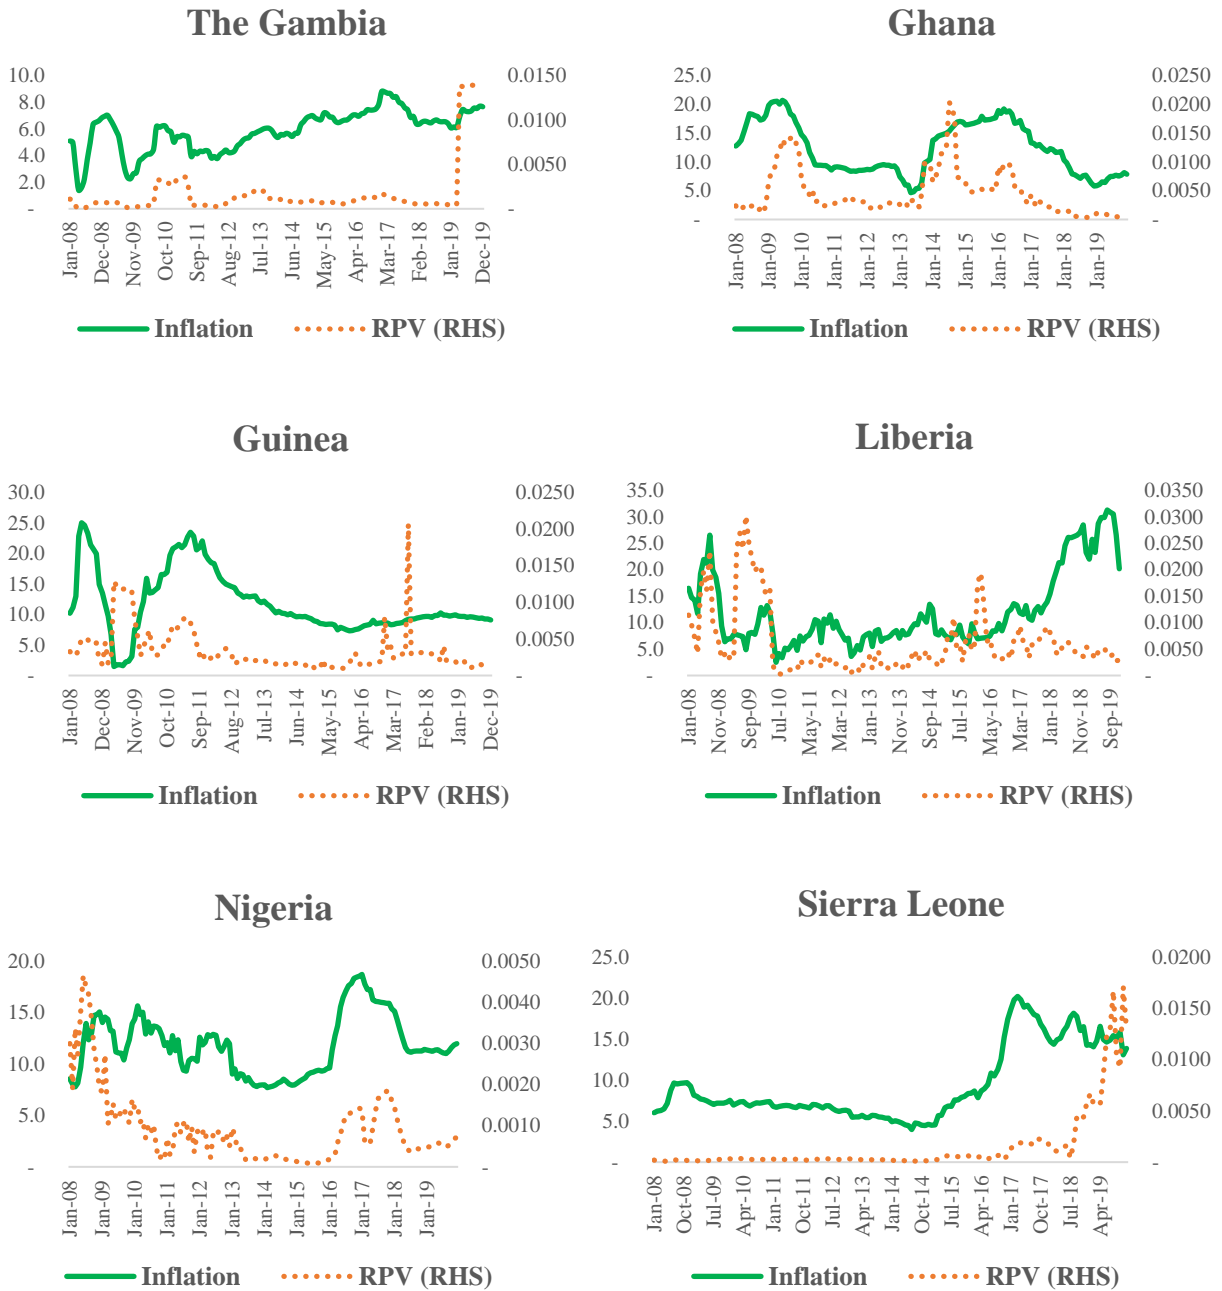 The Gambia
10.0
8.0
6.0
4.0
2.0
-
0.0150
0.0100
0.0050
-
Jan-08
Dec-08
Nov-09
Oct-10
Sep-11
Aug-12
Jul-13
Jun-14
May-15
Apr-16
Mar-17
Feb-18
Jan-19
Dec-19
Inflation RPV (RHS)
Ghana
25.0
20.0
15.0
10.0
5.0
-
0.0250
0.0200
0.0150
0.0100
0.0050
-
Jan-08
Jan-09
Jan-10
Jan-11
Jan-12
Jan-13
Jan-14
Jan-15
Jan-16
Jan-17
Jan-18
Jan-19
Inflation RPV (RHS)
Guinea
30.0
25.0
20.0
15.0
10.0
5.0
-
0.0250
0.0200
0.0150
0.0100
0.0050
-
Jan-08
Dec-08
Nov-09
Oct-10
Sep-11
Aug-12
Jul-13
Jun-14
May-15
Apr-16
Mar-17
Feb-18
Jan-19
Dec-19
Inflation RPV (RHS)
Liberia
35.0
30.0
25.0
20.0
15.0
10.0
5.0
-
0.0350
0.0300
0.0250
0.0200
0.0150
0.0100
0.0050
-
Jan-08
Nov-08
Sep-09
Jul-10
May-11
Mar-12
Jan-13
Nov-13
Sep-14
Jul-15
May-16
Mar-17
Jan-18
Nov-18
Sep-19
Inflation RPV (RHS)
Nigeria
20.0
15.0
10.0
5.0
-
0.0050
0.0040
0.0030
0.0020
0.0010
-
Jan-08
Jan-09
Jan-10
Jan-11
Jan-12
Jan-13
Jan-14
Jan-15
Jan-16
Jan-17
Jan-18
Jan-19
Inflation RPV (RHS)
Sierra Leone
25.0
20.0
15.0
10.0
5.0
-
0.0200
0.0150
0.0100
0.0050
-
Jan-08
Oct-08
Jul-09
Apr-10
Jan-11
Oct-11
Jul-12
Apr-13
Jan-14
Oct-14
Jul-15
Apr-16
Jan-17
Oct-17
Jul-18
Apr-19
Inflation RPV (RHS)